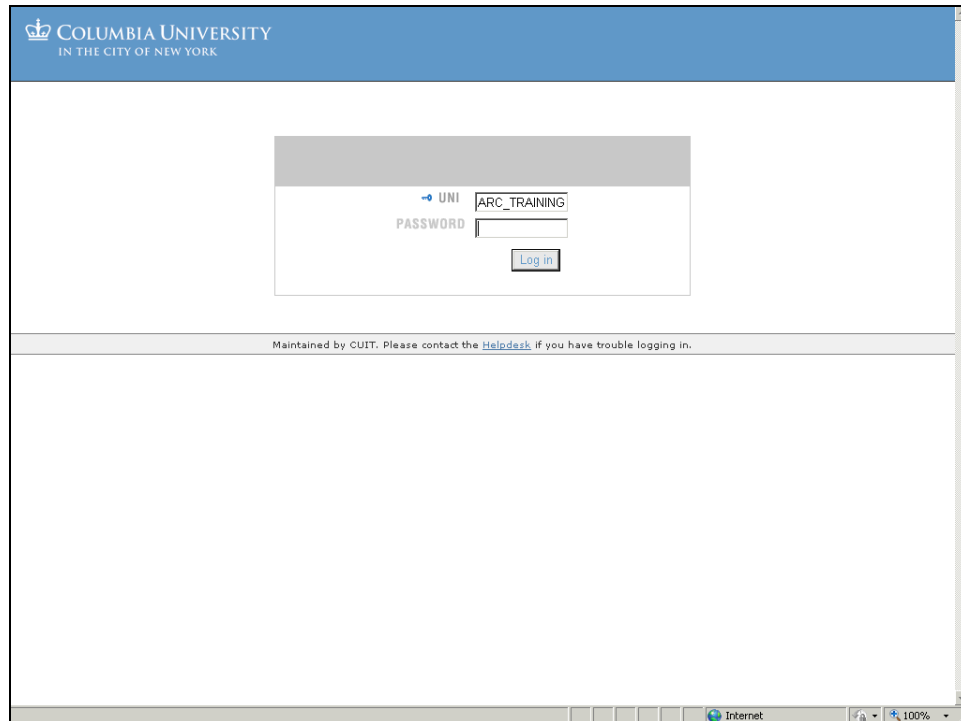 COLUMBIA UNIVERSITY
IN THE CITY OF NEW YORK
UNI
ARC_TRAINING
PASSWORD
Log in
Maintained by CUIT. Please contact the Helpdesk if you have trouble logging in.
Internet
100%